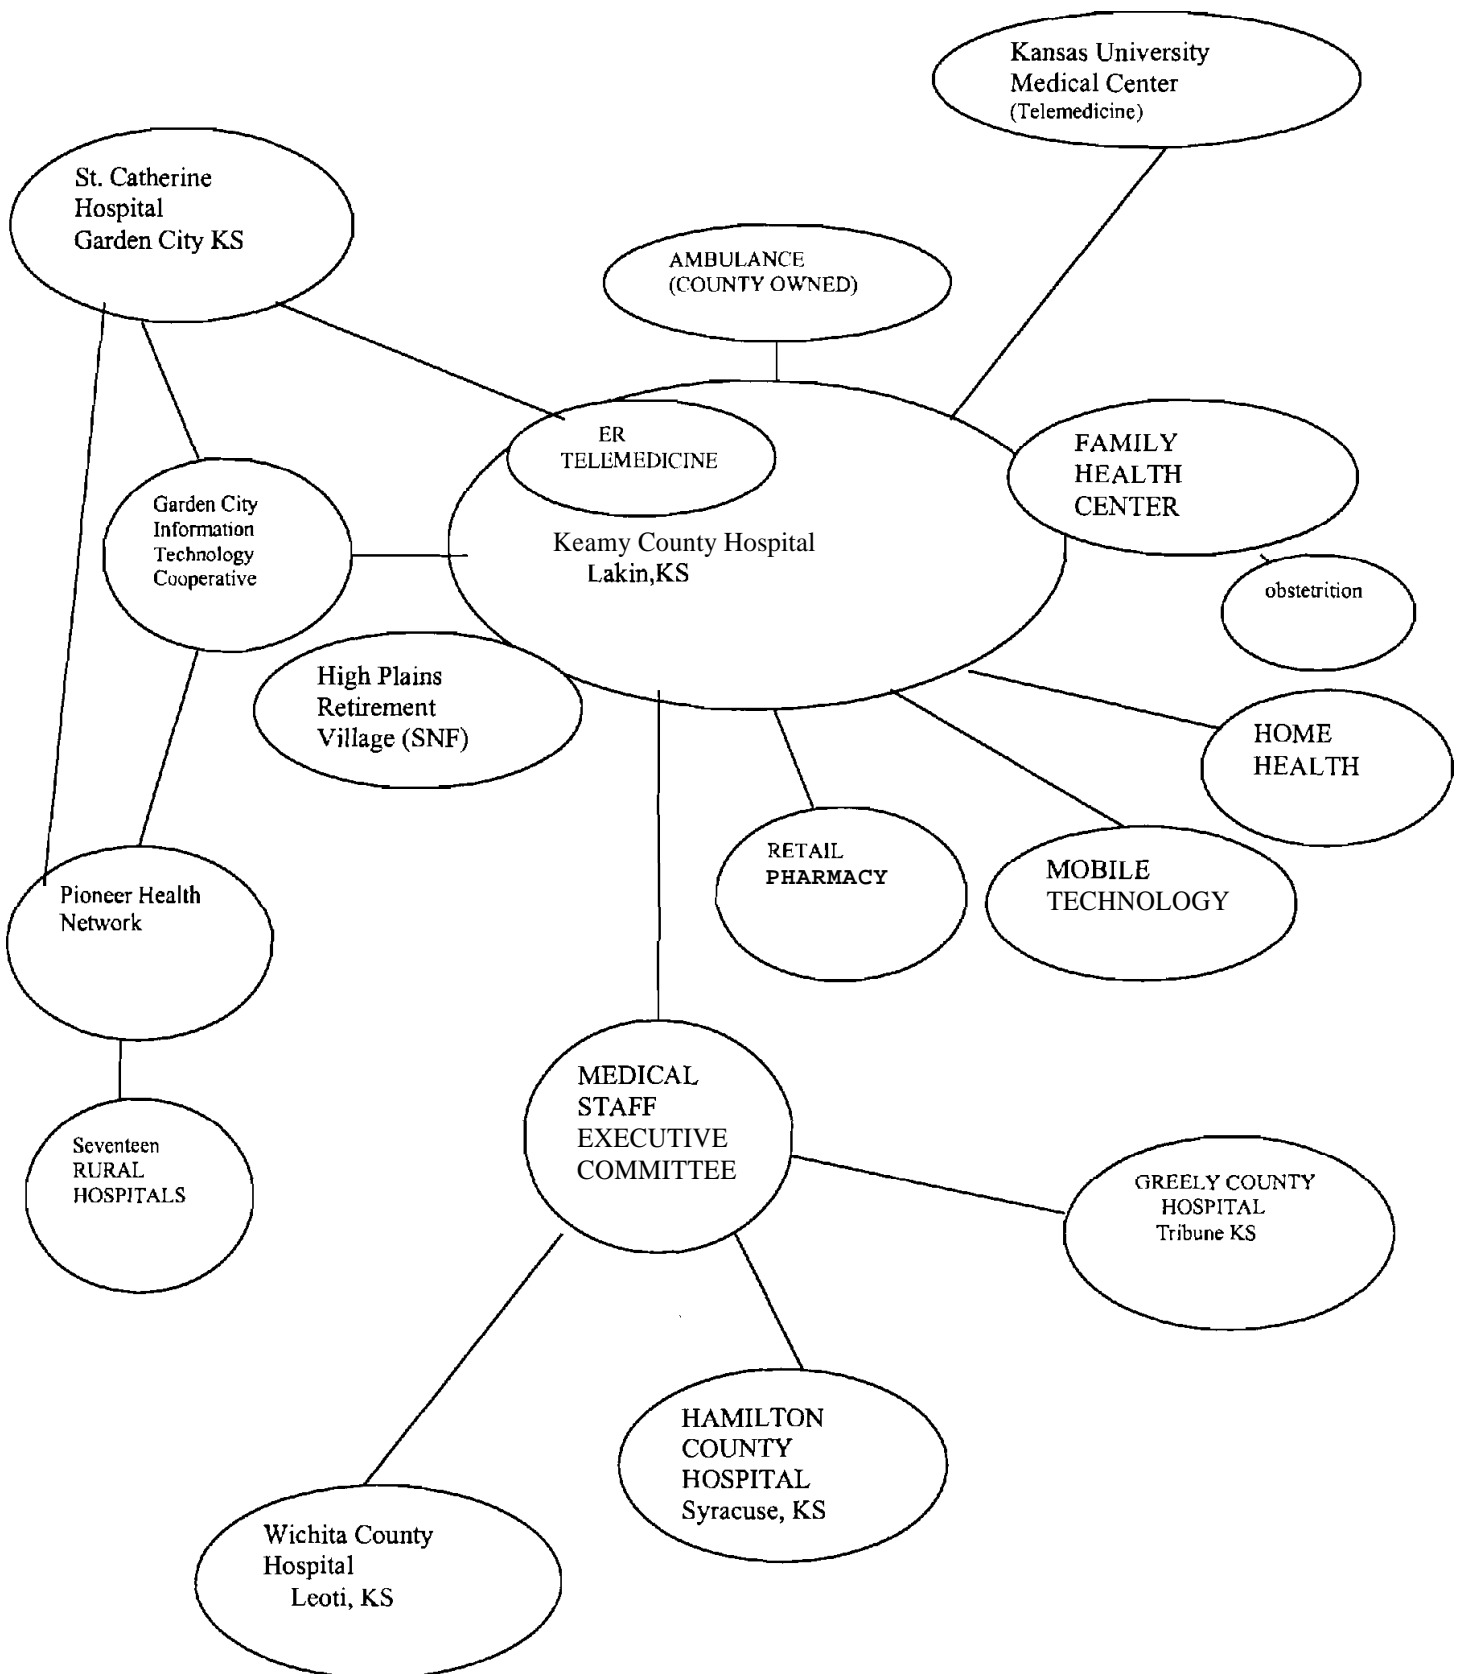 Kansas University
Medical Center
(Telemedicine)
St. Catherine
Hospital
Garden City KS
AMBULANCE
(COUNTY OWNED)
ER
TELEMEDICINE
FAMILY
HEALTH
CENTER
Garden City
Information
Technology
Cooperative
Keamy County Hospital
Lakin,KS
obstetrition
High Plains
Retirement
Village (SNF)
HOME
HEALTH
RETAIL
PHARMACY
MOBILE
TECHNOLOGY
Pioneer Health
Network
MEDICAL
STAFF
EXECUTIVE
COMMITTEE
Seventeen
RURAL
HOSPITALS
GREELY COUNTY
HOSPITAL
Tribune KS
HAMILTON
COUNTY
HOSPITAL
Syracuse, KS
Wichita County
Hospital
Leoti, KS